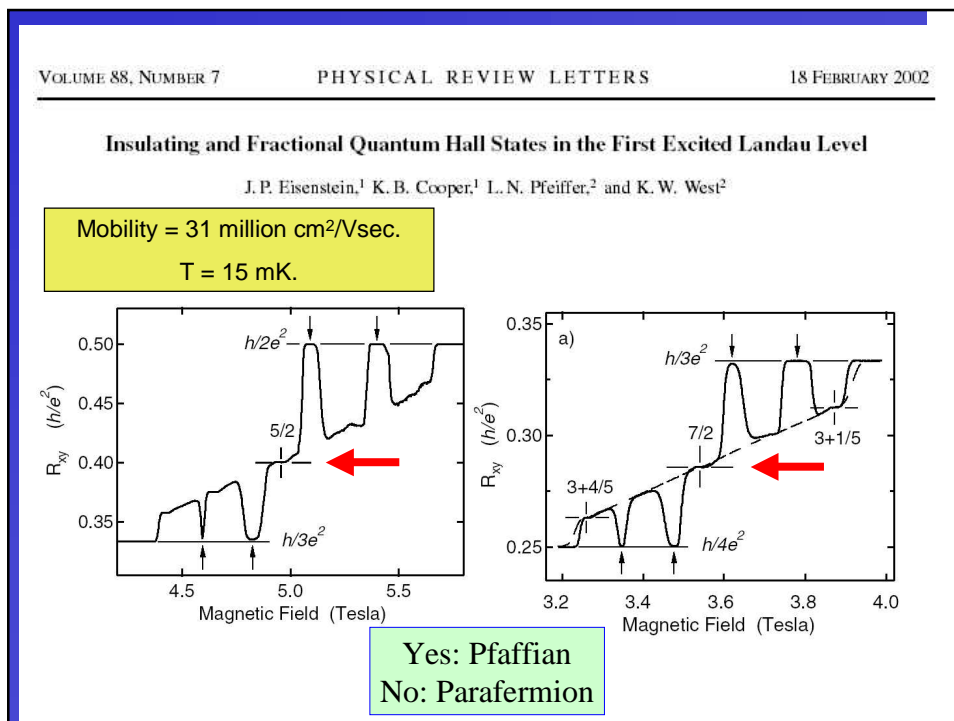 VOLUME 88, NUMBER 7 PHYSICAL REVIEW LETTERS 18 FEBRUARY 2002
Insulating and Fractional Quantum Hall States in the First Excited Landau Level
J. P. Eisenstein,¹ K. B. Cooper,¹ L. N. Pfeiffer,² and K. W. West²
Mobility = 31 million cm²/Vsec.
T = 15 mK.
0.50
0.45
0.40
0.35
Rxy (h/e²)
h/2e²
5/2
h/3e²
4.5 5.0 5.5
Magnetic Field (Tesla)
a)
0.35
0.30
0.25
Rxy (h/e²)
h/3e²
7/2
3+1/5
3+4/5
h/4e²
3.2 3.4 3.6 3.8 4.0
Magnetic Field (Tesla)
Yes: Pfaffian
No: Parafermion